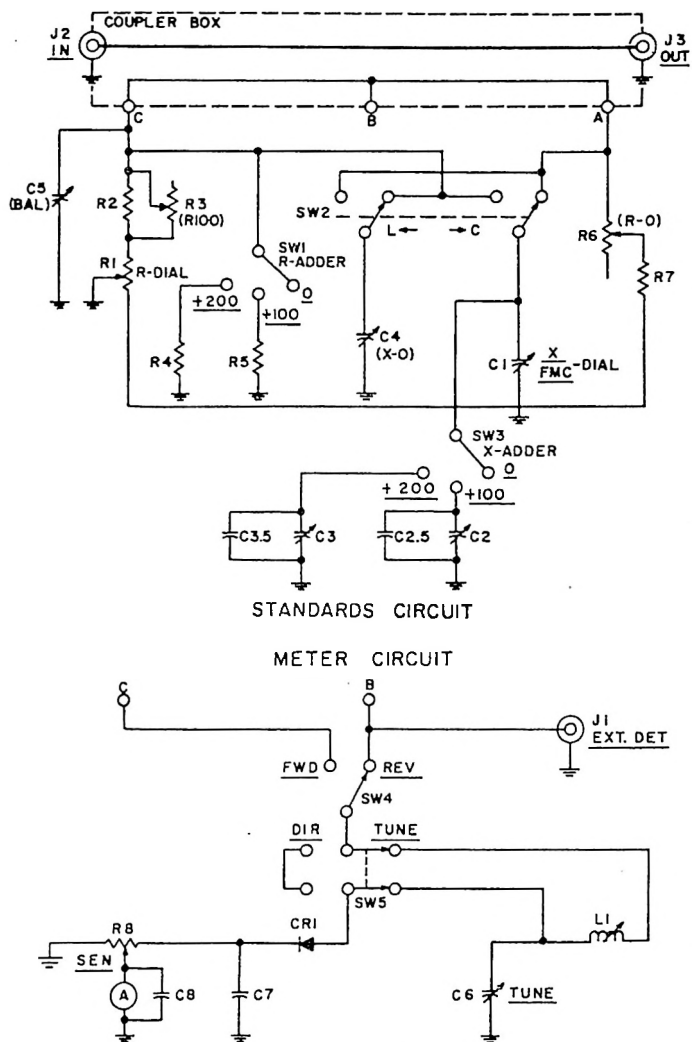 COUPLER BOX
J2
IN
J3
OUT
C
B
A
C5
(BAL)
R2
R3
(R100)
SW2
L
C
SW1
R-ADDER
R1
R-DIAL
(R-O)
R6
R7
+200
+100
0
R4
R5
C4
(X-O)
C1
X
FMC
-DIAL
SW3
X-ADDER
0
+200
+100
C3.5
C3
C2.5
C2
STANDARDS CIRCUIT
METER CIRCUIT
C
B
J1
EXT. DET
FWD
REV
SW4
DIR
TUNE
SW5
CR1
R8
SEN
L1
A
C8
C7
C6
TUNE